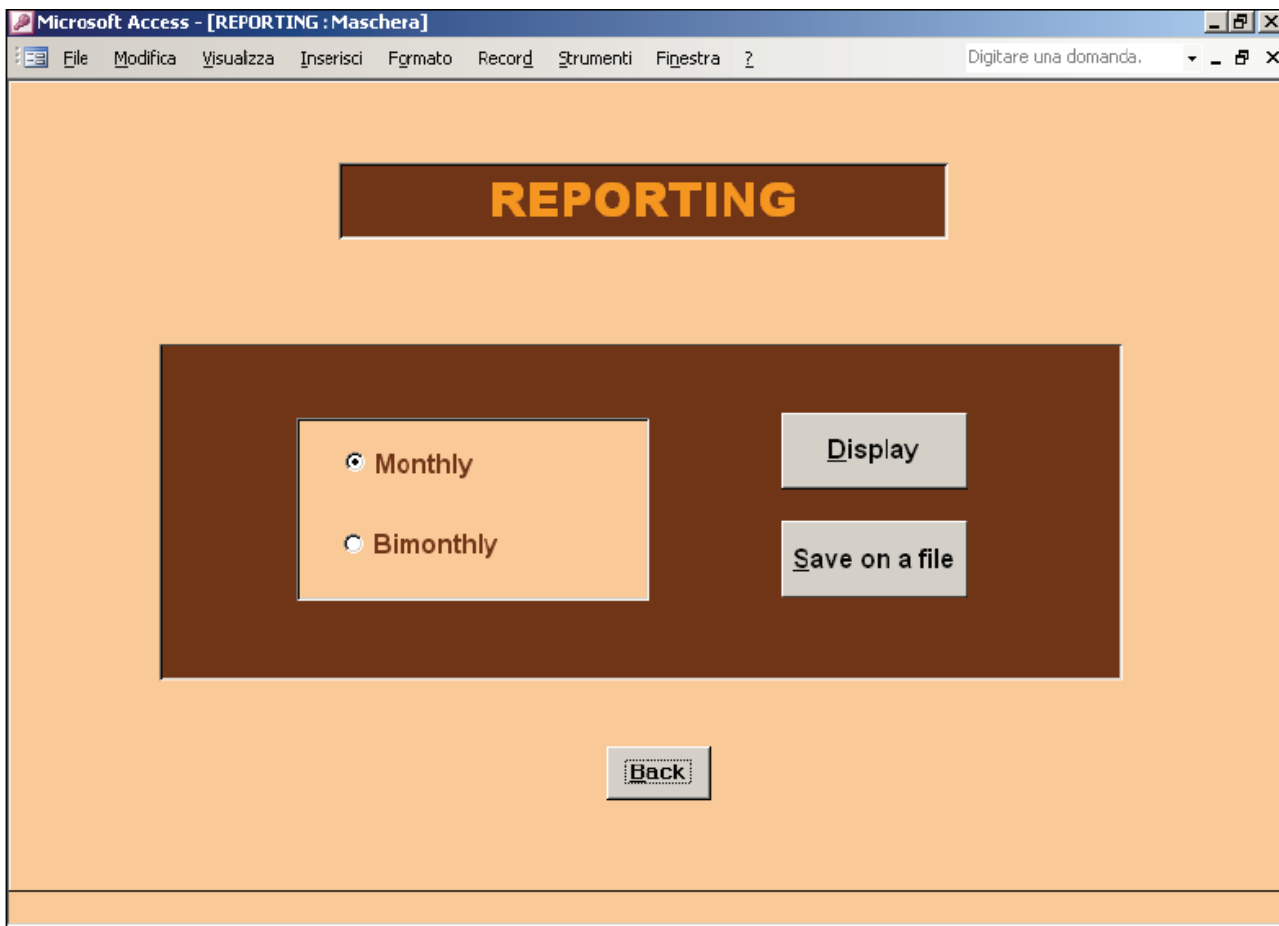 Microsoft Access - [REPORTING : Maschera]
File Modifica Visualizza Inserisci Formato Record Strumenti Finestra ? Digitare una domanda.
REPORTING
Monthly
Display
Bimonthly
Save on a file
Back